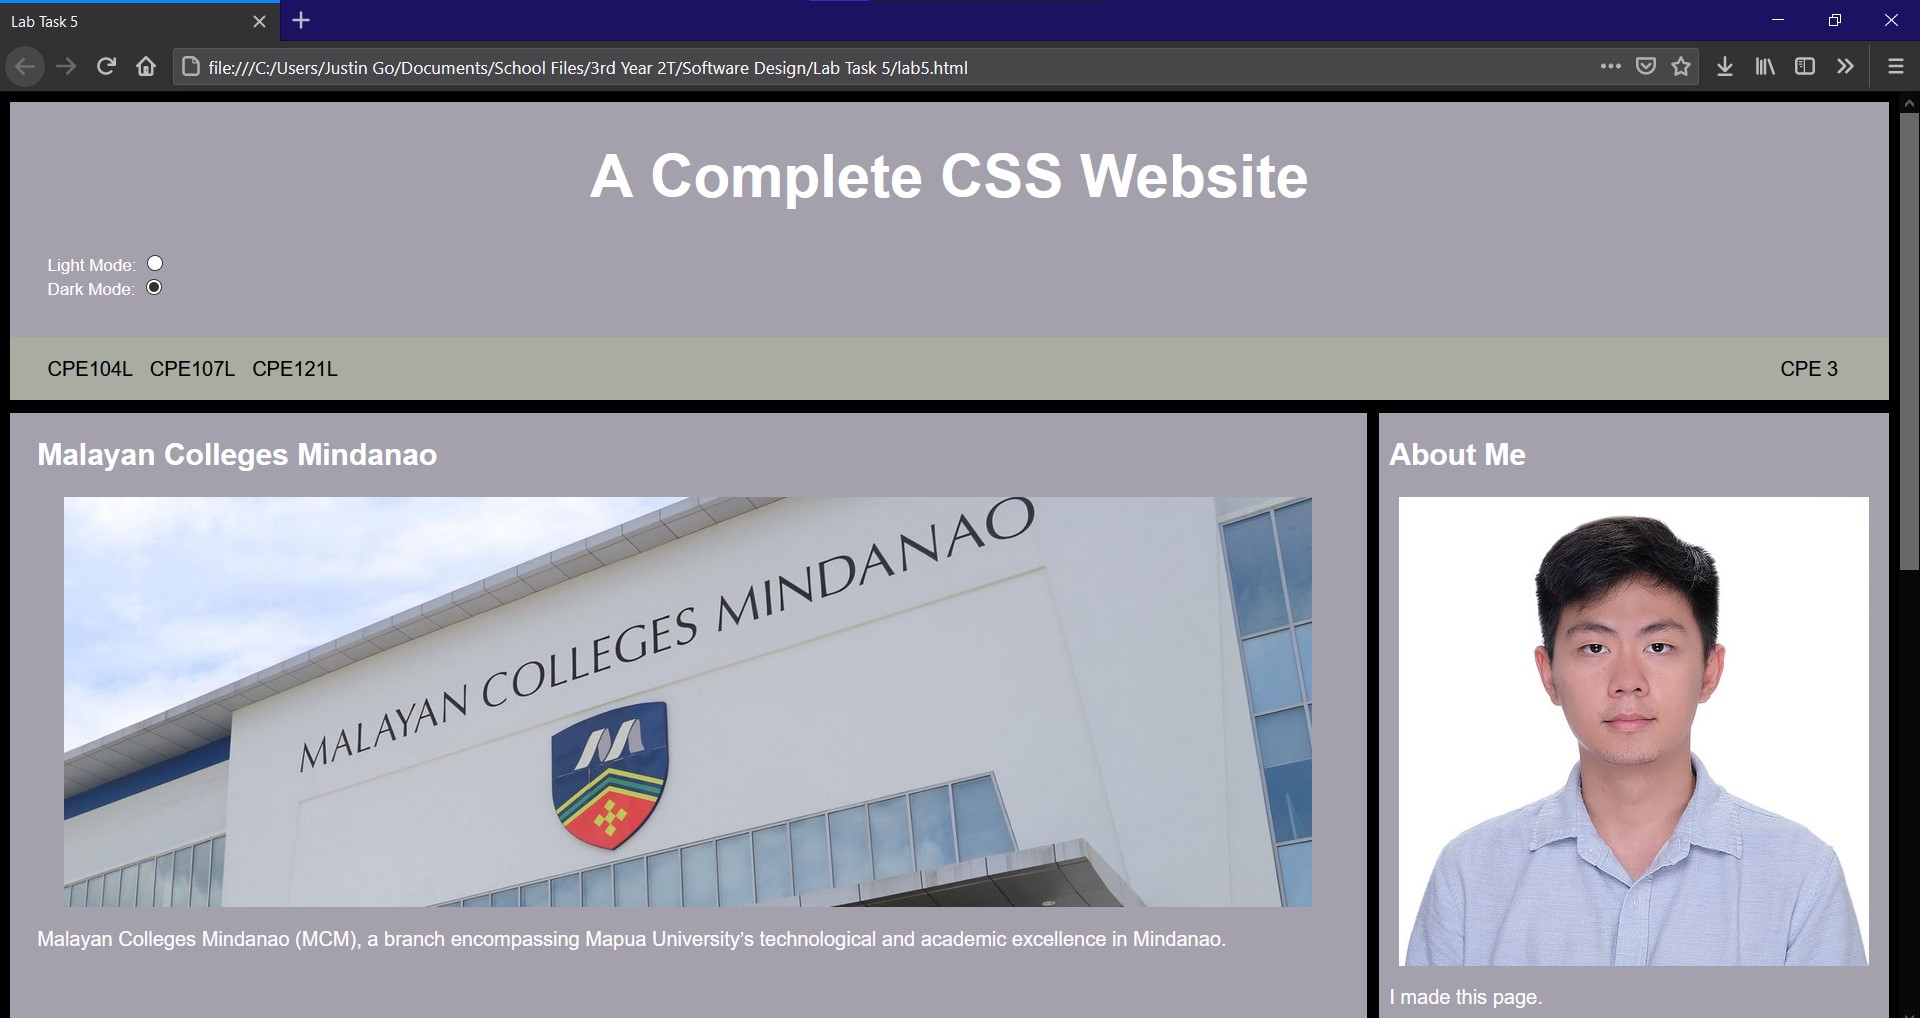 Lab Task 5
file:///C:/Users/Justin Go/Documents/School Files/3rd Year 2T/Software Design/Lab Task 5/lab5.html
A Complete CSS Website
Light Mode:
Dark Mode:
CPE104L CPE107L CPE121L CPE 3
Malayan Colleges Mindanao
MALAYAN COLLEGES MINDANAO
M
Malayan Colleges Mindanao (MCM), a branch encompassing Mapua University's technological and academic excellence in Mindanao.
About Me
I made this page.